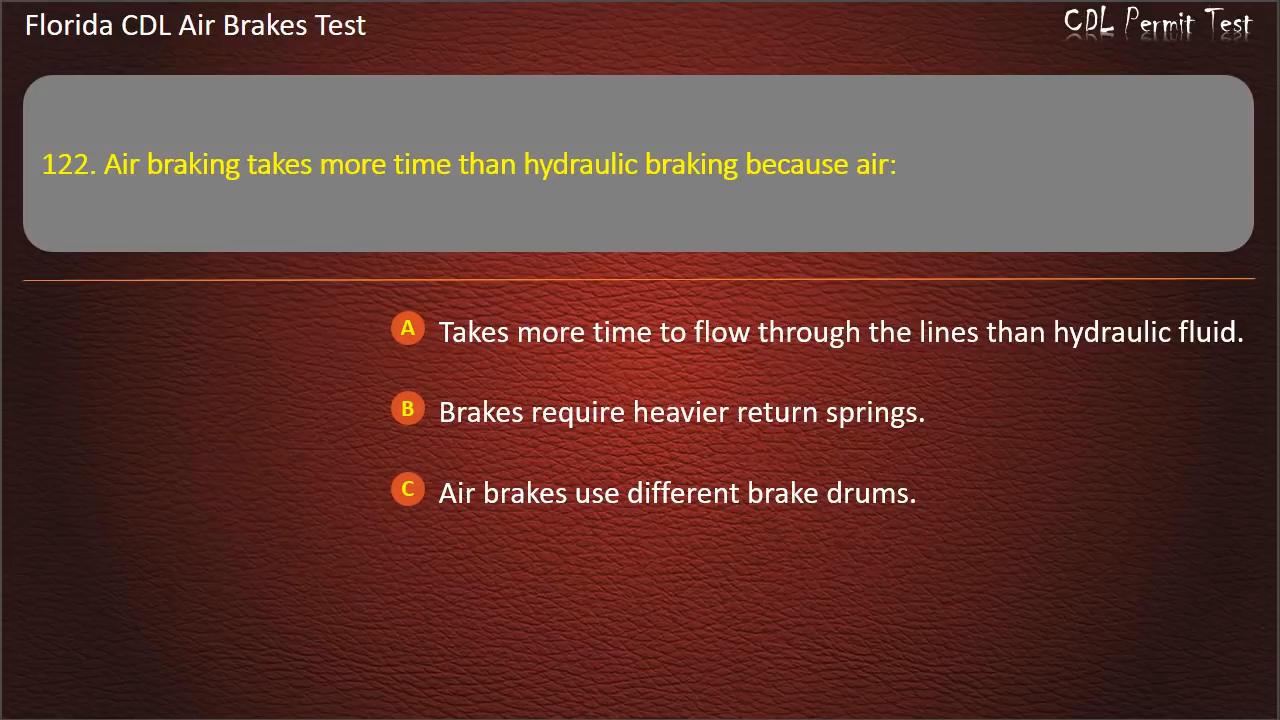 Florida CDL Air Brakes Test
CDL Permit Test
122. Air braking takes more time than hydraulic braking because air:
A Takes more time to flow through the lines than hydraulic fluid.
B Brakes require heavier return springs.
C Air brakes use different brake drums.